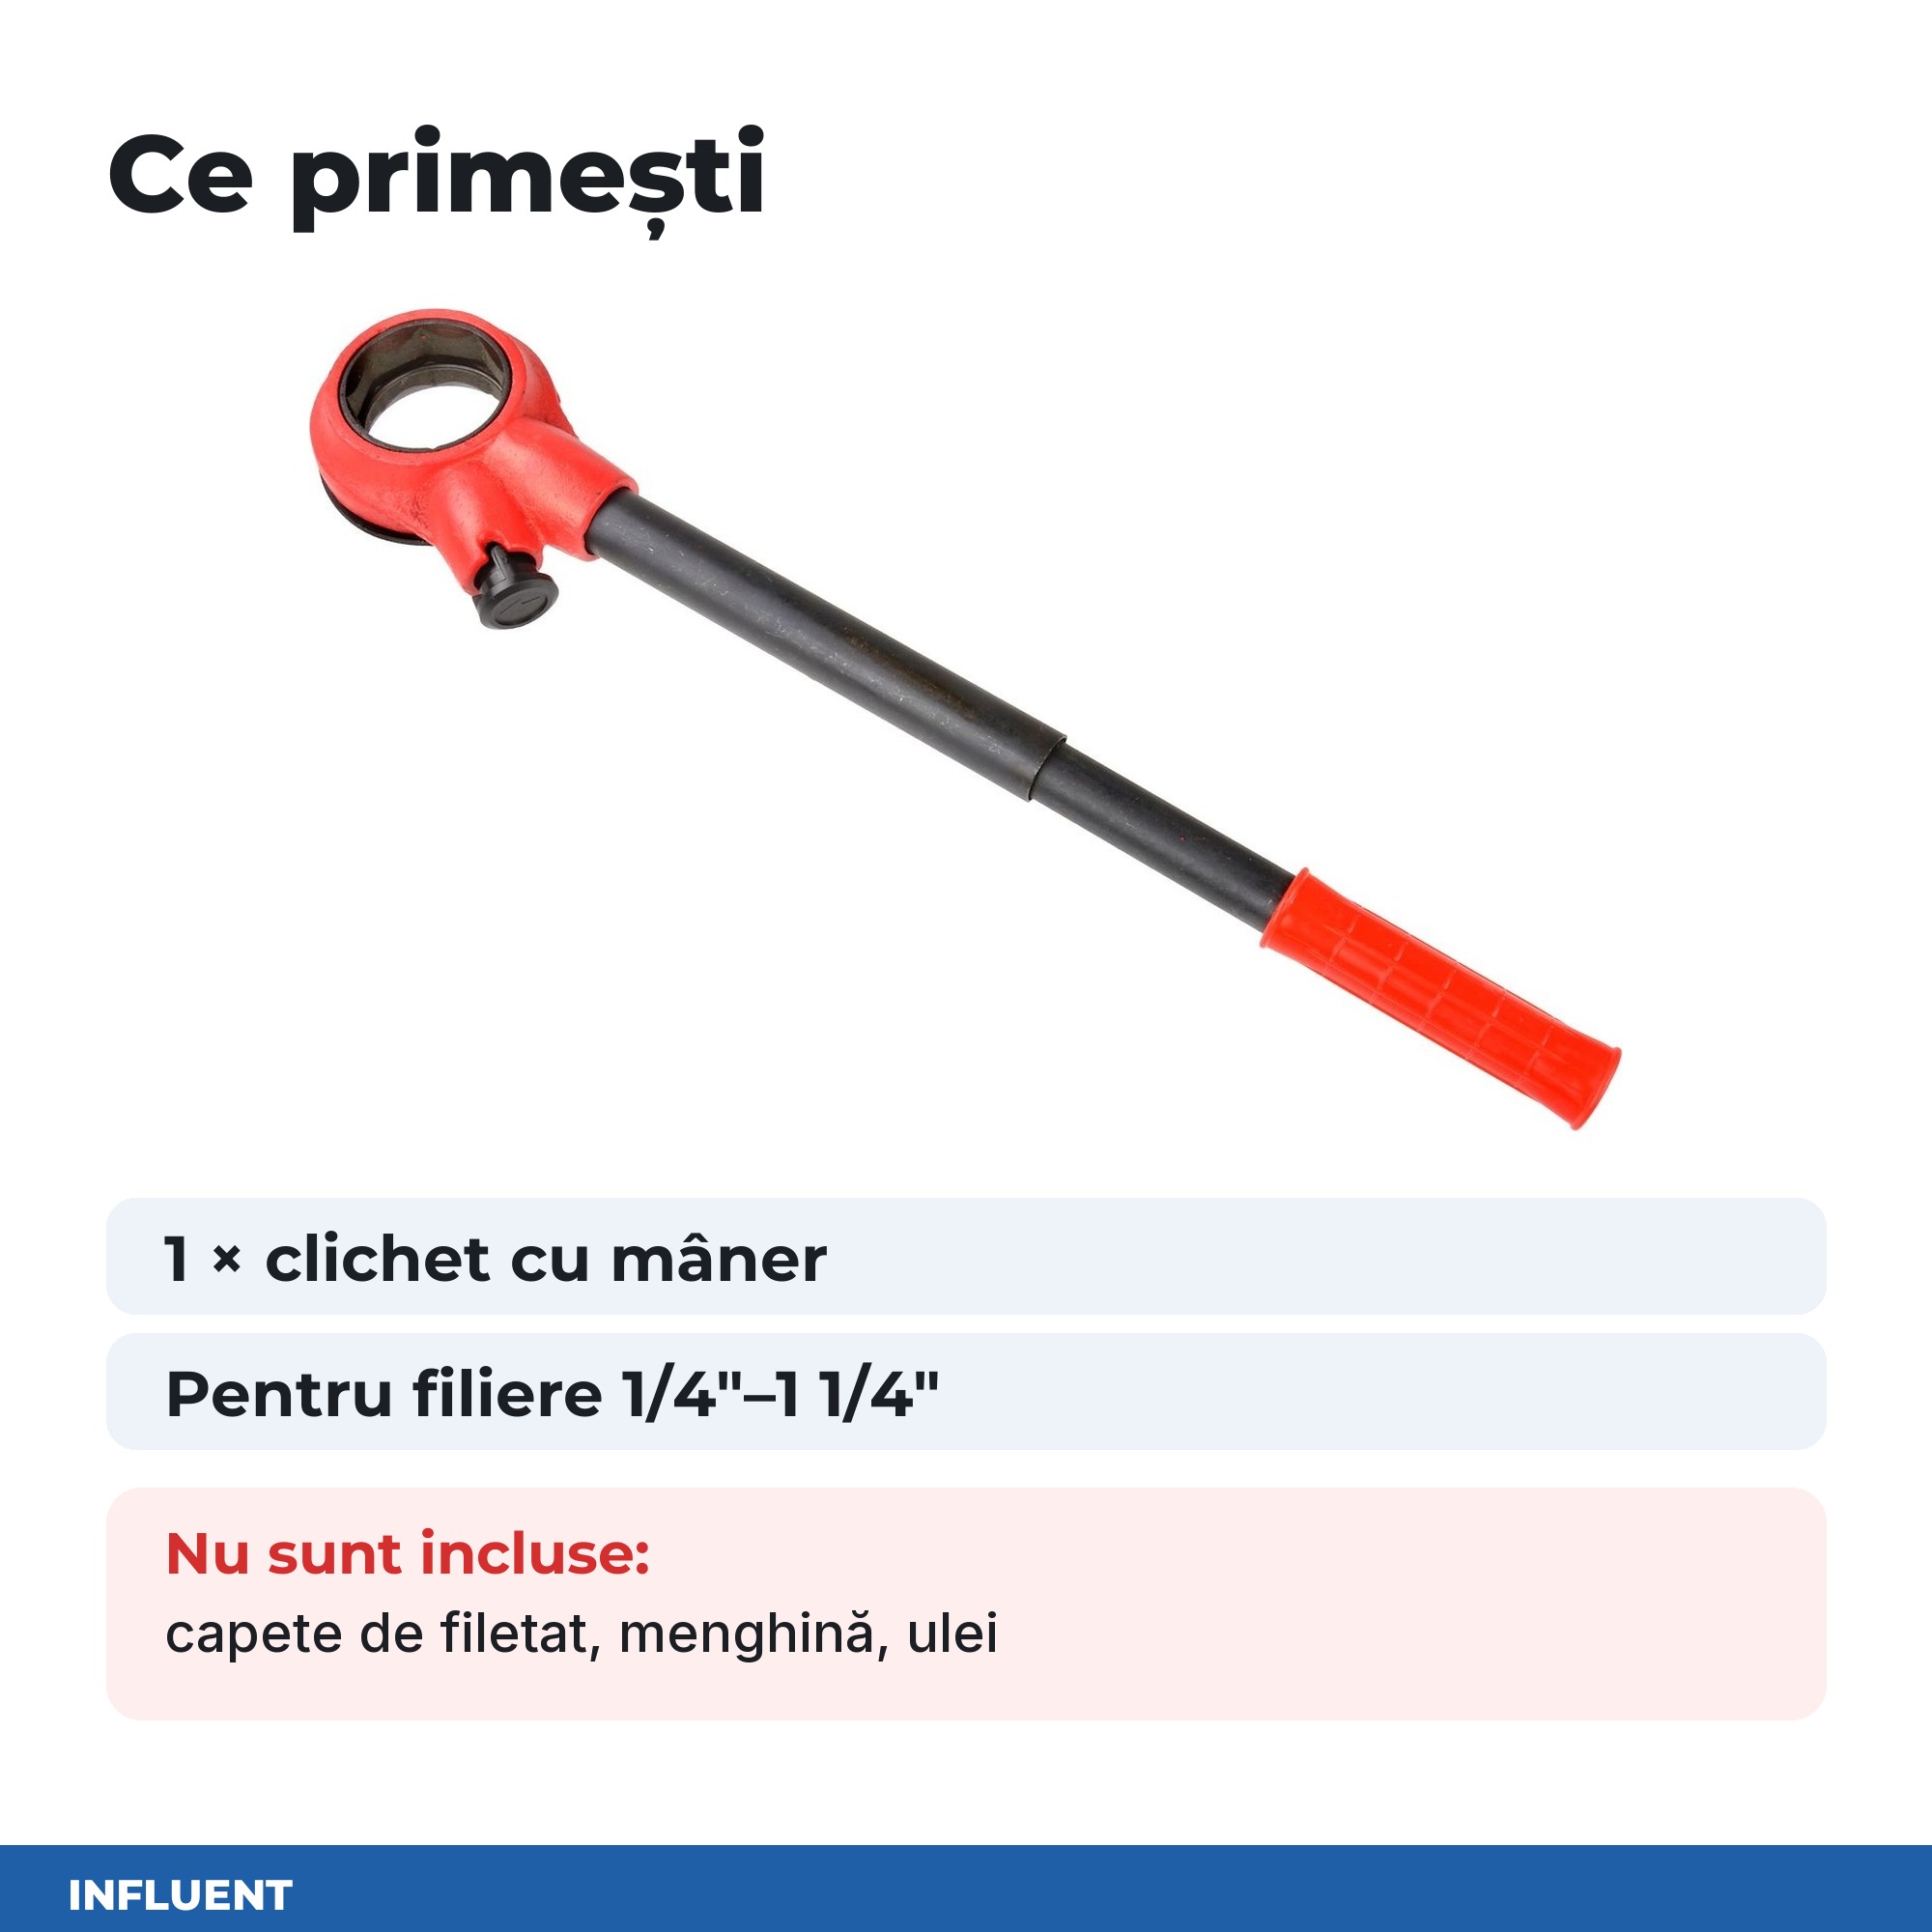 Ce primești
1 × clichet cu mâner
Pentru filiere 1/4"–1 1/4"
Nu sunt incluse:
capete de filetat, menghină, ulei
INFLUENT